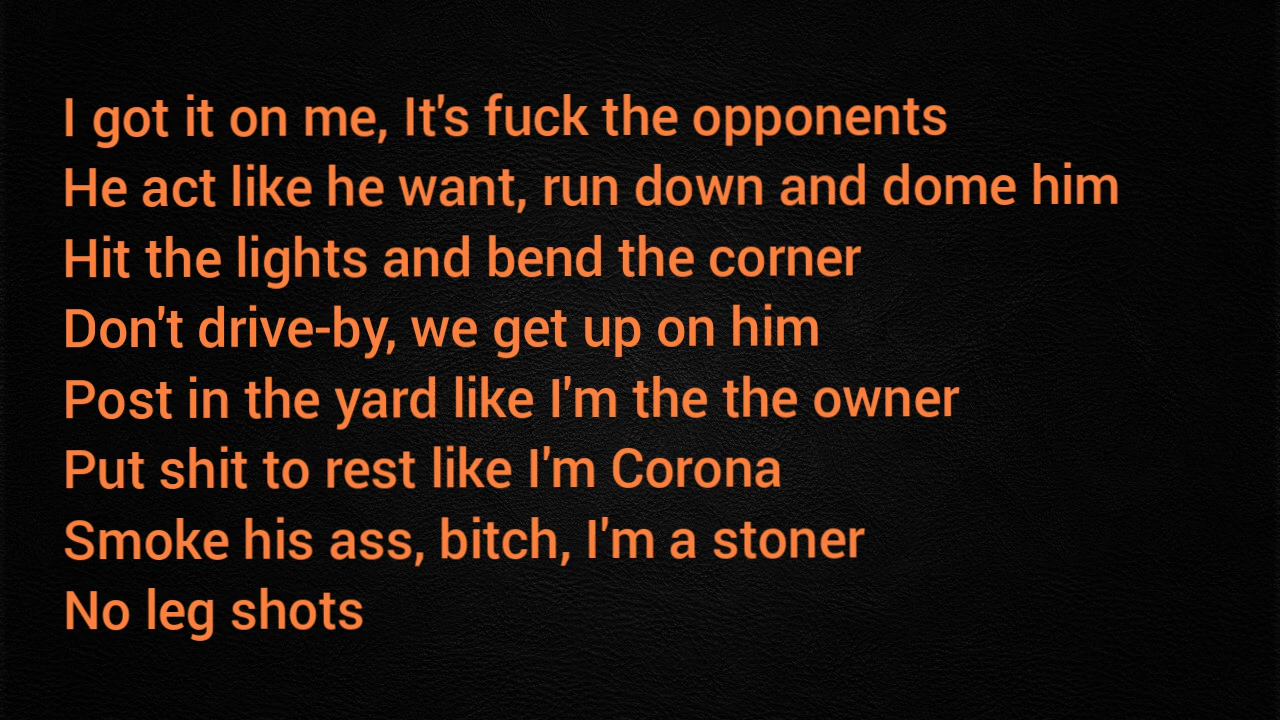 I got it on me, It's fuck the opponents
He act like he want, run down and dome him
Hit the lights and bend the corner
Don't drive-by, we get up on him
Post in the yard like I'm the the owner
Put shit to rest like I'm Corona
Smoke his ass, bitch, I'm a stoner
No leg shots